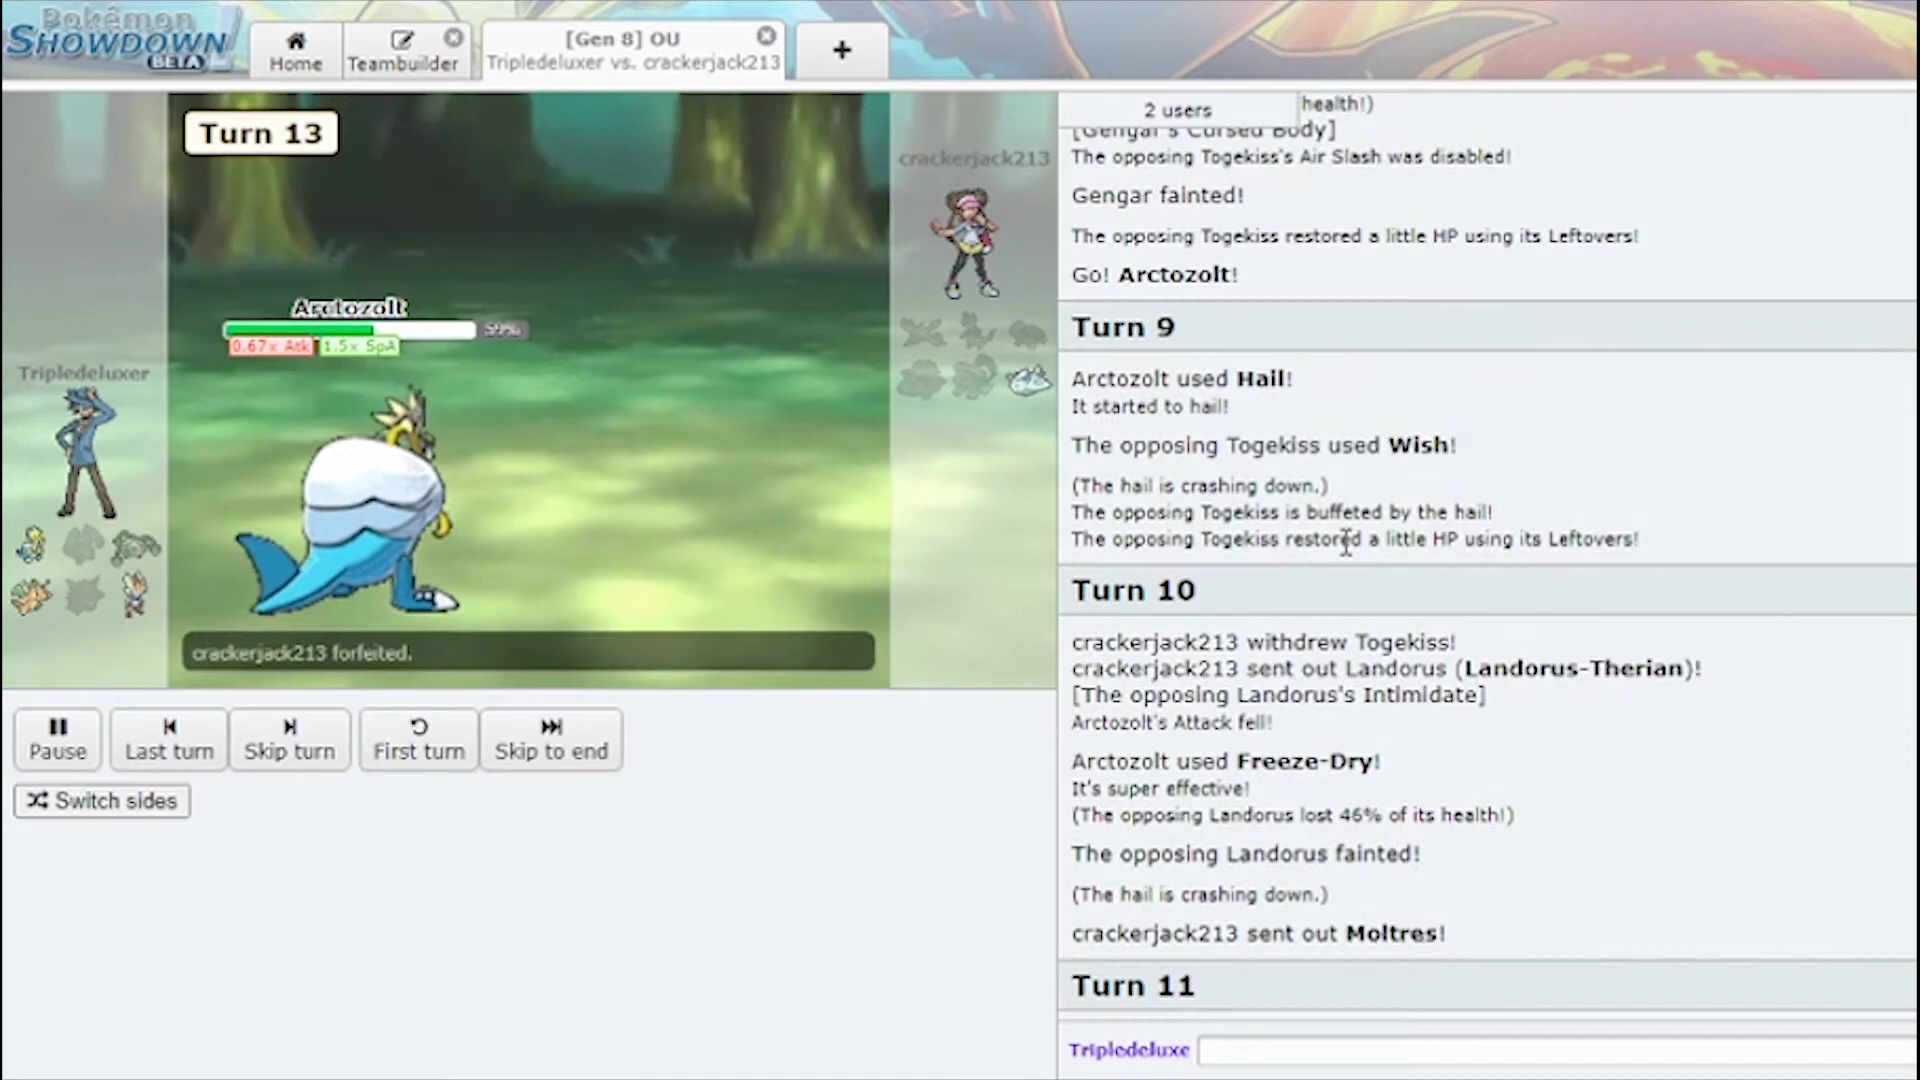 Pokémon
SHOWDOWN
BETA
Home
Teambuilder
[Gen 8] OU
Tripledeluxer vs. crackerjack213
+
Turn 13
Tripledeluxer
crackerjack213
Arctozolt
59%
0.67× Atk 1.5× SpA
crackerjack213 forfeited.
Pause
Last turn
Skip turn
First turn
Skip to end
Switch sides
2 users
health!)
[Gengar's Cursed Body]
The opposing Togekiss's Air Slash was disabled!
Gengar fainted!
The opposing Togekiss restored a little HP using its Leftovers!
Go! Arctozolt!
Turn 9
Arctozolt used Hail!
It started to hail!
The opposing Togekiss used Wish!
(The hail is crashing down.)
The opposing Togekiss is buffeted by the hail!
The opposing Togekiss restored a little HP using its Leftovers!
Turn 10
crackerjack213 withdrew Togekiss!
crackerjack213 sent out Landorus (Landorus-Therian)!
[The opposing Landorus's Intimidate]
Arctozolt's Attack fell!
Arctozolt used Freeze-Dry!
It's super effective!
(The opposing Landorus lost 46% of its health!)
The opposing Landorus fainted!
(The hail is crashing down.)
crackerjack213 sent out Moltres!
Turn 11
Tripledeluxe